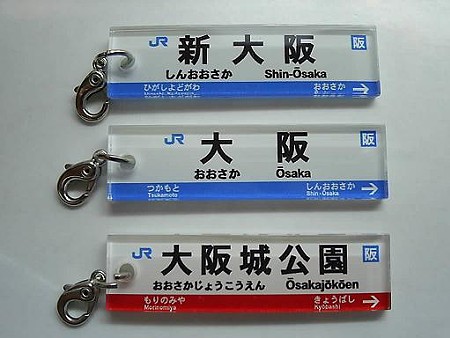 JR 新大阪 阪
しんおおさか Shin-Ōsaka
ひがしよどがわ おおさか
→
JR 大阪 阪
おおさか Ōsaka
つかもと しんおおさか
Tsukamoto Shin-Ōsaka →
JR 大阪城公園 阪
おおさかじょうこうえん Ōsakajōkōen
もりのみや きょうばし
Morinomiya Kyōbashi →